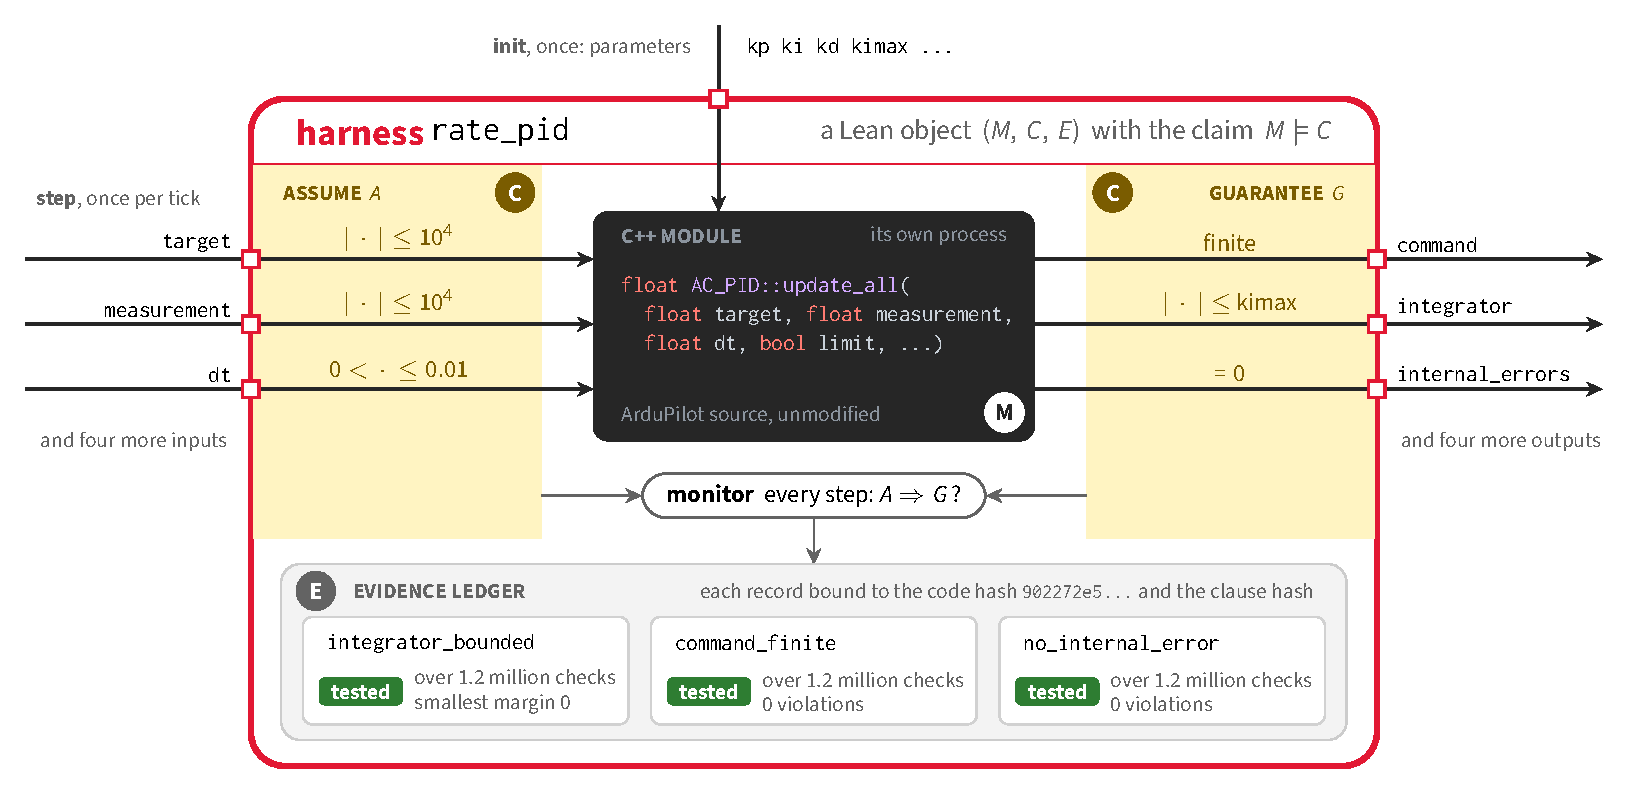 init, once: parameters
kp ki kd kimax ...
harness rate_pid
a Lean object (M, C, E) with the claim M ⊨ C
step, once per tick
ASSUME A
C
C
GUARANTEE G
target
| · | ≤ 10⁴
C++ MODULE
its own process
finite
command
float AC_PID::update_all(
float target, float measurement,
float dt, bool limit, ...)
measurement
| · | ≤ 10⁴
| · | ≤ kimax
integrator
dt
0 < · ≤ 0.01
= 0
internal_errors
ArduPilot source, unmodified
M
and four more inputs
and four more outputs
monitor every step: A ⇒ G?
E
EVIDENCE LEDGER
each record bound to the code hash 902272e5... and the clause hash
integrator_bounded
tested
over 1.2 million checks
smallest margin 0
command_finite
tested
over 1.2 million checks
0 violations
no_internal_error
tested
over 1.2 million checks
0 violations